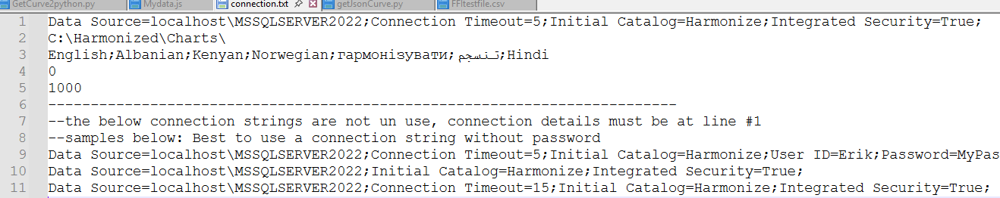 GetCurve2python.py Mydata.js connection.txt getJsonCurve.py FFItestfile.csv
1 Data Source=localhost\MSSQLSERVER2022;Connection Timeout=5;Initial Catalog=Harmonize;Integrated Security=True;
2 C:\Harmonized\Charts\
3 English;Albanian;Kenyan;Norwegian;гармонізувати;تنسجم;Hindi
4 0
5 1000
6 --------------------------------------------------------------------------
7 --the below connection strings are not un use, connection details must be at line #1
8 --samples below: Best to use a connection string without password
9 Data Source=localhost\MSSQLSERVER2022;Connection Timeout=5;Initial Catalog=Harmonize;User ID=Erik;Password=MyPas
10 Data Source=localhost\MSSQLSERVER2022;Initial Catalog=Harmonize;Integrated Security=True;
11 Data Source=localhost\MSSQLSERVER2022;Connection Timeout=15;Initial Catalog=Harmonize;Integrated Security=True;